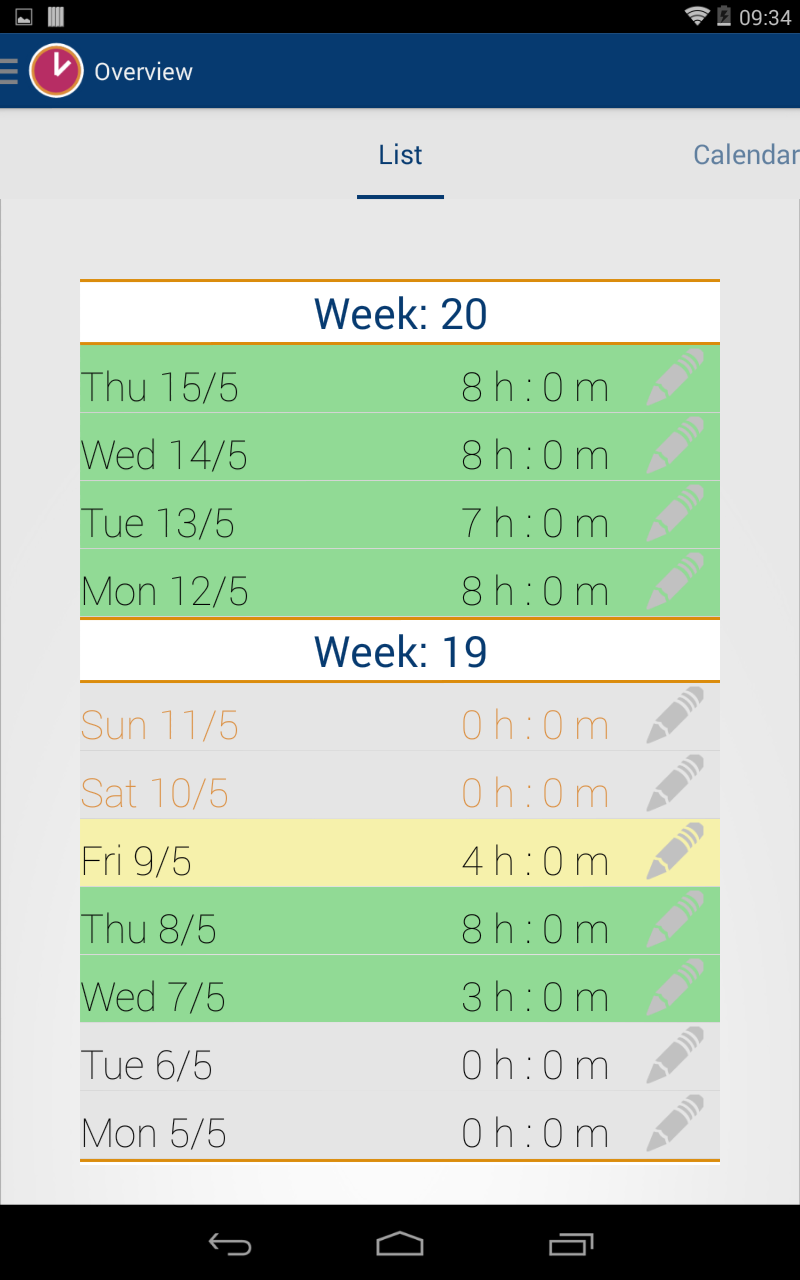 09:34
Overview
List
Calendar
Week: 20
Thu 15/5 8 h : 0 m
Wed 14/5 8 h : 0 m
Tue 13/5 7 h : 0 m
Mon 12/5 8 h : 0 m
Week: 19
Sun 11/5 0 h : 0 m
Sat 10/5 0 h : 0 m
Fri 9/5 4 h : 0 m
Thu 8/5 8 h : 0 m
Wed 7/5 3 h : 0 m
Tue 6/5 0 h : 0 m
Mon 5/5 0 h : 0 m